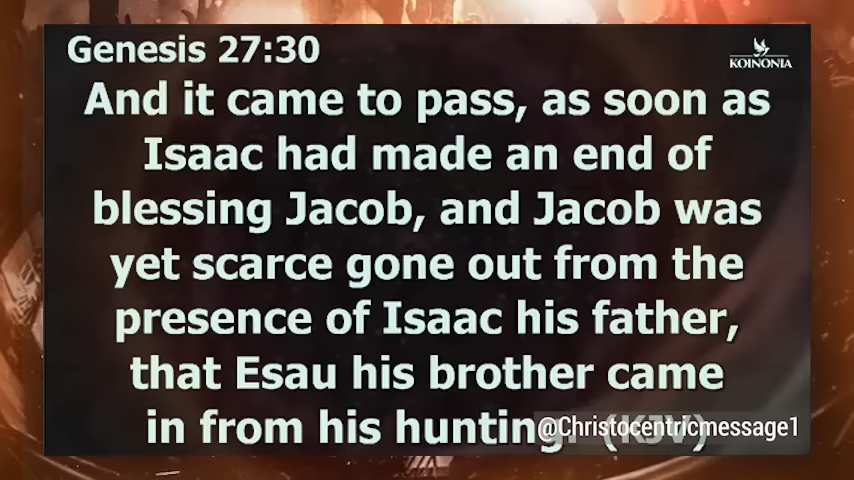 Genesis 27:30
KOINONIA
And it came to pass, as soon as
Isaac had made an end of
blessing Jacob, and Jacob was
yet scarce gone out from the
presence of Isaac his father,
that Esau his brother came
in from his hunting. (KJV)
@Christocentricmessage1